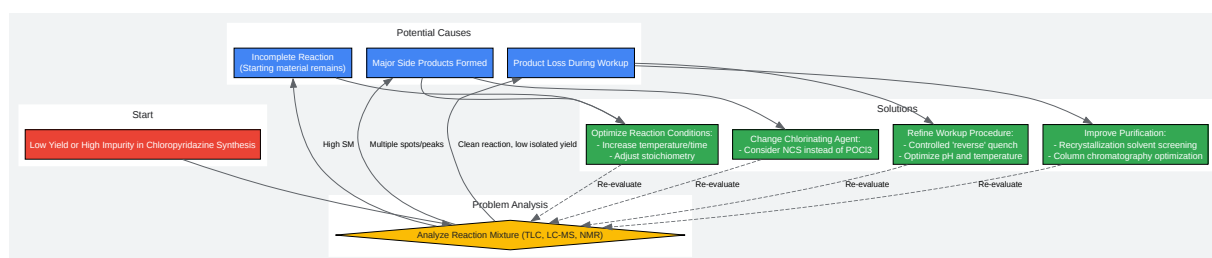 Potential Causes
Incomplete Reaction
(Starting material remains)
Major Side Products Formed
Product Loss During Workup
Start
Low Yield or High Impurity in Chloropyridazine Synthesis
Solutions
Optimize Reaction Conditions:
- Increase temperature/time
- Adjust stoichiometry
Change Chlorinating Agent:
- Consider NCS instead of POCl3
Refine Workup Procedure:
- Controlled 'reverse' quench
- Optimize pH and temperature
Improve Purification:
- Recrystallization solvent screening
- Column chromatography optimization
High SM
Multiple spots/peaks
Clean reaction, low isolated yield
Re-evaluate
Re-evaluate
Re-evaluate
Re-evaluate
Problem Analysis
Analyze Reaction Mixture (TLC, LC-MS, NMR)